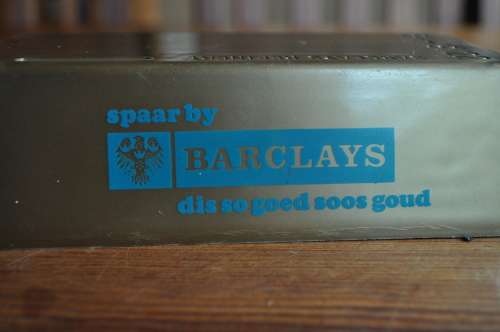 spaar by
BARCLAYS
dis so goed soos goud